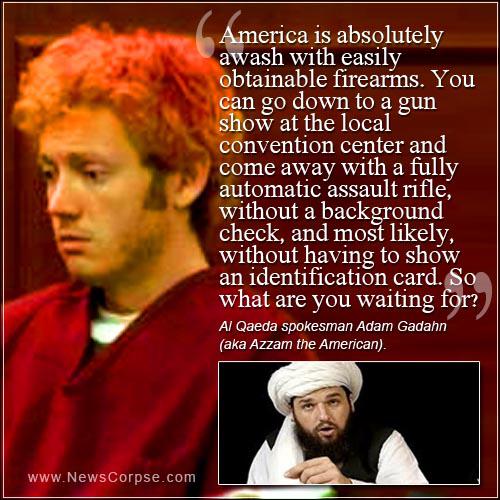 “America is absolutely
awash with easily
obtainable firearms. You
can go down to a gun
show at the local
convention center and
come away with a fully
automatic assault rifle,
without a background
check, and most likely,
without having to show
an identification card. So
what are you waiting for?”
Al Qaeda spokesman Adam Gadahn
(aka Azzam the American).
www.NewsCorpse.com